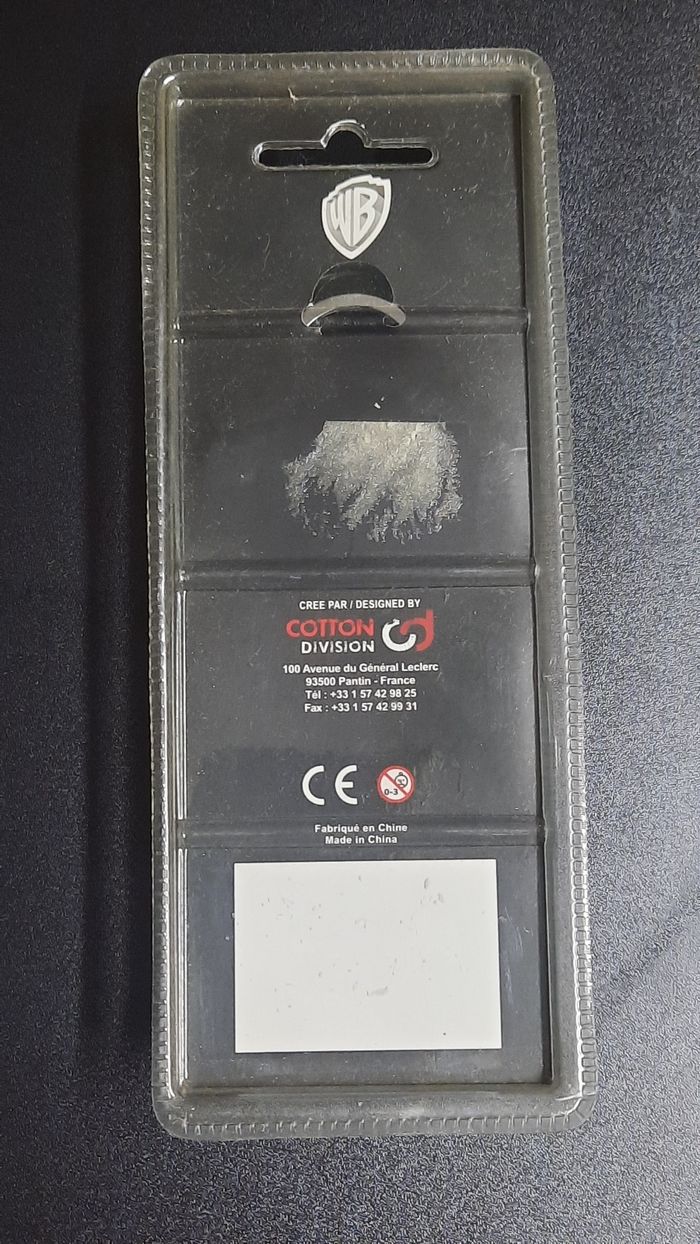 WB
CREE PAR / DESIGNED BY
COTTON
DIVISION
100 Avenue du Général Leclerc
93500 Pantin - France
Tél : +33 1 57 42 98 25
Fax : +33 1 57 42 99 31
CE
0-3
Fabriqué en Chine
Made in China